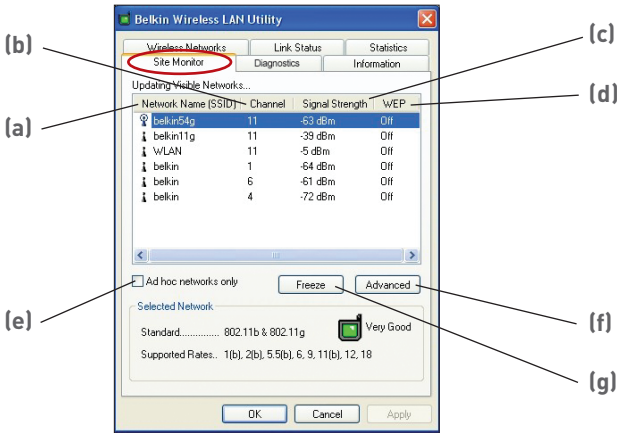 Belkin Wireless LAN Utility
(b)
(c)
Wireless Networks Link Status Statistics
Site Monitor Diagnostics Information
Updating Visible Networks...
(d)
Network Name (SSID) Channel Signal Strength WEP
(a)
belkin54g 11 -63 dBm Off
belkin11g 11 -39 dBm Off
WLAN 11 -5 dBm Off
belkin 1 -64 dBm Off
belkin 6 -61 dBm Off
belkin 4 -72 dBm Off
Ad hoc networks only Freeze Advanced
(e)
Selected Network
(f)
Standard............... 802.11b & 802.11g Very Good
Supported Rates.. 1(b), 2(b), 5.5(b), 6, 9, 11(b), 12, 18
(g)
OK Cancel Apply